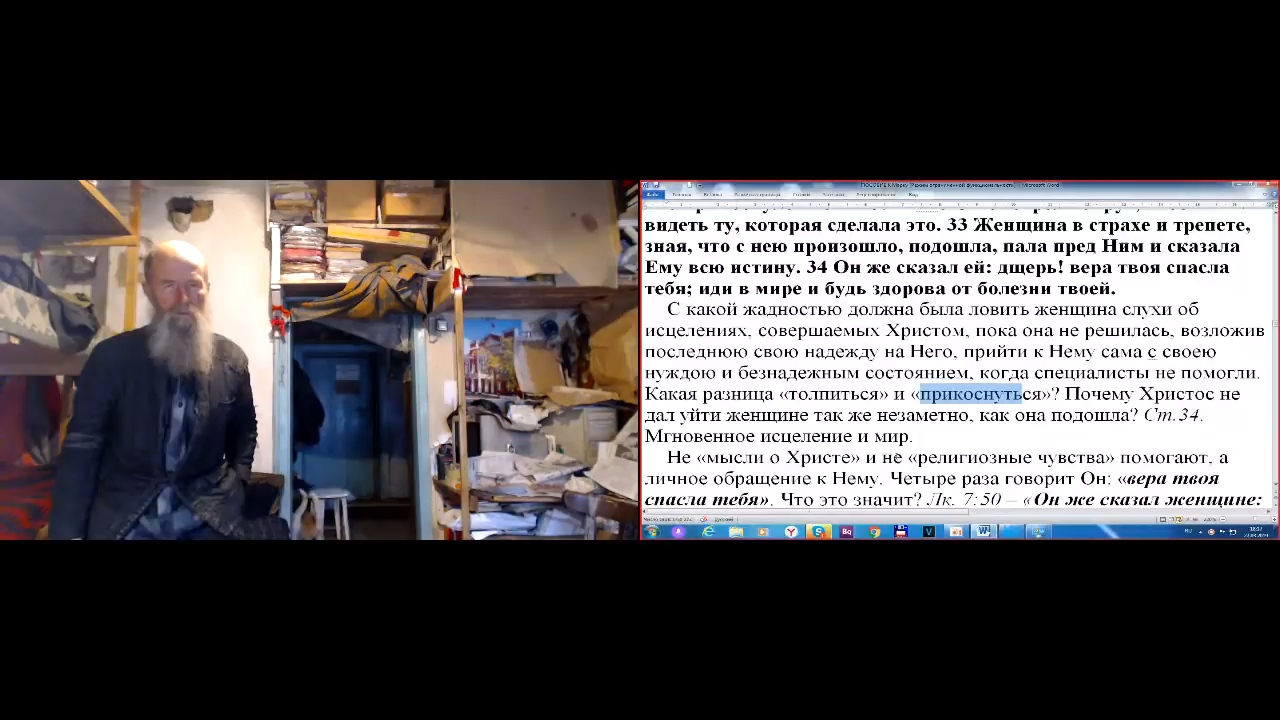 видеть ту, которая сделала это. 33 Женщина в страхе и трепете,
зная, что с нею произошло, подошла, пала пред Ним и сказала
Ему всю истину. 34 Он же сказал ей: дщерь! вера твоя спасла
тебя; иди в мире и будь здорова от болезни твоей.
С какой жадностью должна была ловить женщина слухи об
исцелениях, совершаемых Христом, пока она не решилась, возложив
последнюю свою надежду на Него, прийти к Нему сама с своею
нуждою и безнадежным состоянием, когда специалисты не помогли.
Какая разница «толпиться» и «прикоснуться»? Почему Христос не
дал уйти женщине так же незаметно, как она подошла? Ст.34.
Мгновенное исцеление и мир.
Не «мысли о Христе» и не «религиозные чувства» помогают, а
личное обращение к Нему. Четыре раза говорит Он: «вера твоя
спасла тебя». Что это значит? Лк. 7:50 – «Он же сказал женщине: